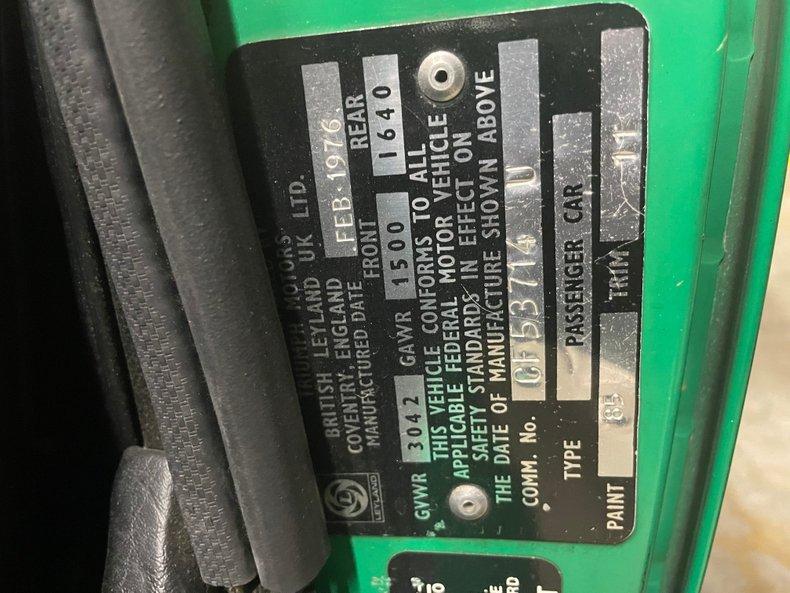 TRIUMPH MOTORS
BRITISH LEYLAND UK LTD.
COVENTRY, ENGLAND FEB·1976
MANUFACTURED DATE FRONT REAR
GVWR 3042 GAWR 1500 1640
THIS VEHICLE CONFORMS TO ALL
APPLICABLE FEDERAL MOTOR VEHICLE
SAFETY STANDARDS IN EFFECT ON
THE DATE OF MANUFACTURE SHOWN ABOVE
COMM. No. CF 53714 U
TYPE PASSENGER CAR
PAINT 85 TRIM 11
LEYLAND